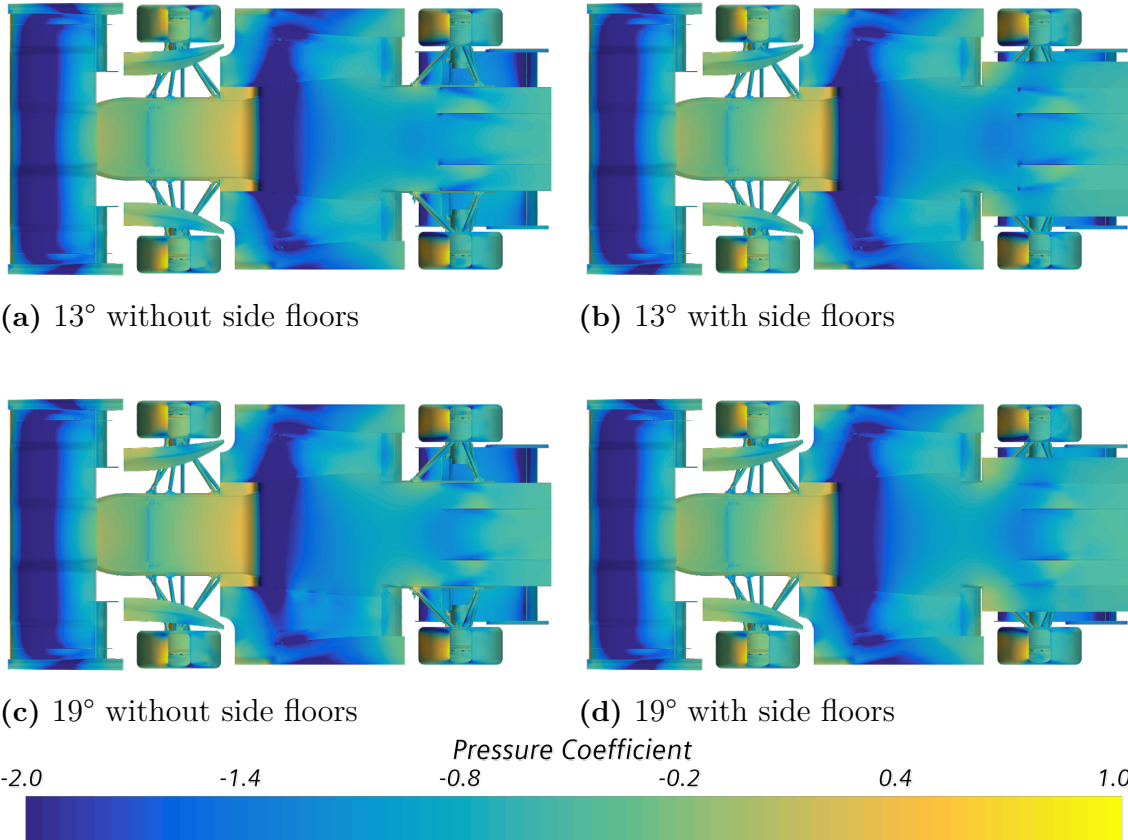 (a) 13° without side floors
(b) 13° with side floors
(c) 19° without side floors
(d) 19° with side floors
Pressure Coefficient
-2.0 -1.4 -0.8 -0.2 0.4 1.0